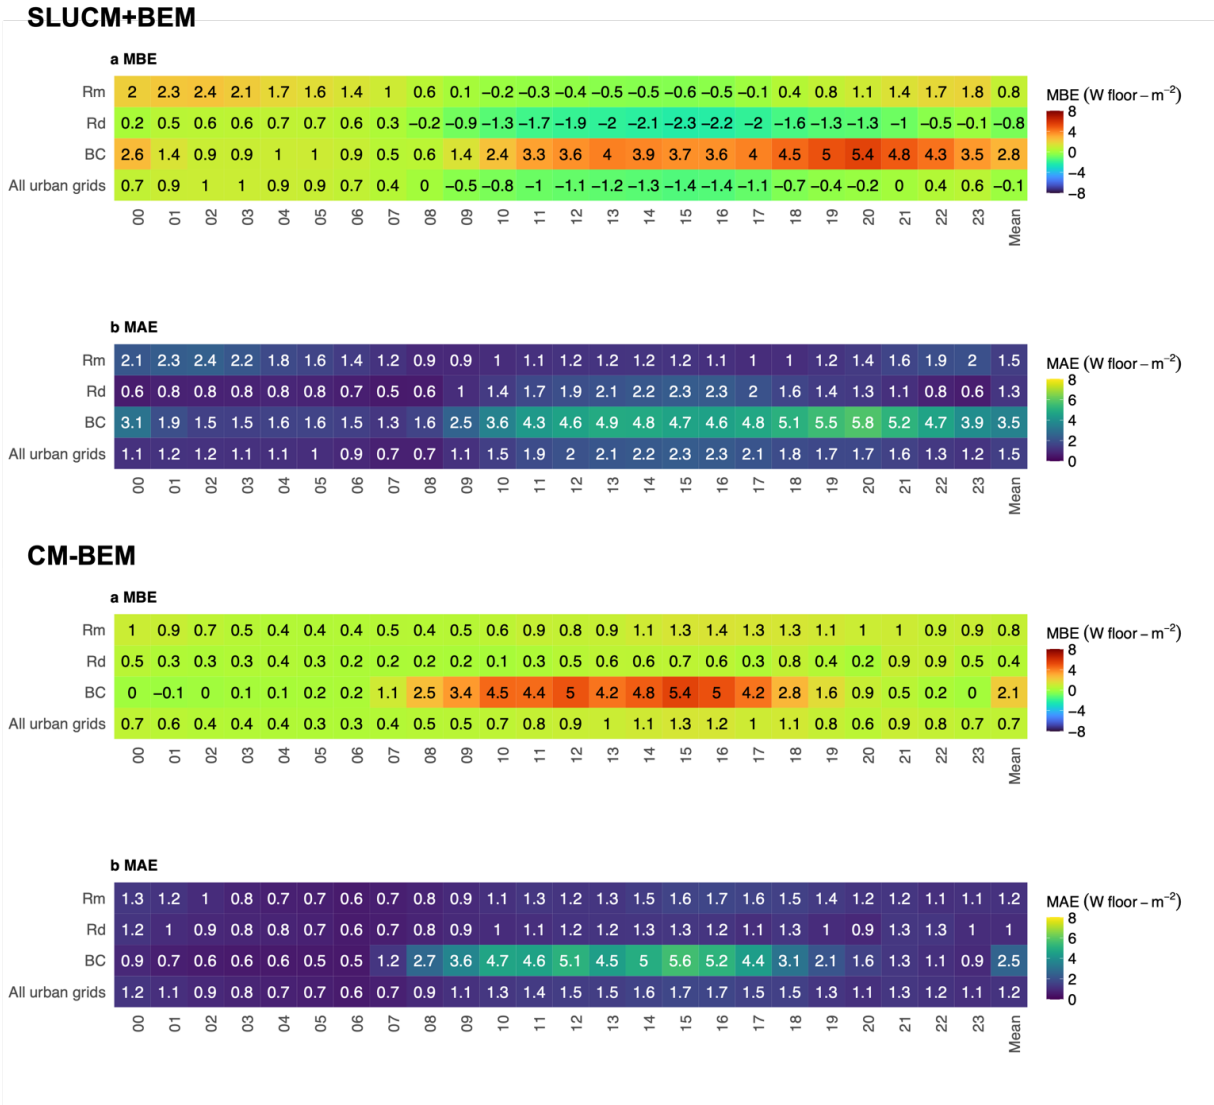 SLUCM+BEM
a MBE
Rm 2 2.3 2.4 2.1 1.7 1.6 1.4 1 0.6 0.1 −0.2 −0.3 −0.4 −0.5 −0.5 −0.6 −0.5 −0.1 0.4 0.8 1.1 1.4 1.7 1.8 0.8
Rd 0.2 0.5 0.6 0.6 0.7 0.7 0.6 0.3 −0.2 −0.9 −1.3 −1.7 −1.9 −2 −2.1 −2.3 −2.2 −2 −1.6 −1.3 −1.3 −1 −0.5 −0.1 −0.8
BC 2.6 1.4 0.9 0.9 1 1 0.9 0.5 0.6 1.4 2.4 3.3 3.6 4 3.9 3.7 3.6 4 4.5 5 5.4 4.8 4.3 3.5 2.8
All urban grids 0.7 0.9 1 1 0.9 0.9 0.7 0.4 0 −0.5 −0.8 −1 −1.1 −1.2 −1.3 −1.4 −1.4 −1.1 −0.7 −0.4 −0.2 0 0.4 0.6 −0.1
00 01 02 03 04 05 06 07 08 09 10 11 12 13 14 15 16 17 18 19 20 21 22 23 Mean
MBE (W floor−m⁻²)
8
4
0
−4
−8
b MAE
Rm 2.1 2.3 2.4 2.2 1.8 1.6 1.4 1.2 0.9 0.9 1 1.1 1.2 1.2 1.2 1.2 1.1 1 1 1.2 1.4 1.6 1.9 2 1.5
Rd 0.6 0.8 0.8 0.8 0.8 0.8 0.7 0.5 0.6 1 1.4 1.7 1.9 2.1 2.2 2.3 2.3 2 1.6 1.4 1.3 1.1 0.8 0.6 1.3
BC 3.1 1.9 1.5 1.5 1.6 1.6 1.5 1.3 1.6 2.5 3.6 4.3 4.6 4.9 4.8 4.7 4.6 4.8 5.1 5.5 5.8 5.2 4.7 3.9 3.5
All urban grids 1.1 1.2 1.2 1.1 1.1 1 0.9 0.7 0.7 1.1 1.5 1.9 2 2.1 2.2 2.3 2.3 2.1 1.8 1.7 1.7 1.6 1.3 1.2 1.5
00 01 02 03 04 05 06 07 08 09 10 11 12 13 14 15 16 17 18 19 20 21 22 23 Mean
MAE (W floor−m⁻²)
8
6
4
2
0
CM-BEM
a MBE
Rm 1 0.9 0.7 0.5 0.4 0.4 0.4 0.5 0.4 0.5 0.6 0.9 0.8 0.9 1.1 1.3 1.4 1.3 1.3 1.1 1 1 0.9 0.9 0.8
Rd 0.5 0.3 0.3 0.3 0.4 0.3 0.2 0.2 0.2 0.2 0.1 0.3 0.5 0.6 0.6 0.7 0.6 0.3 0.8 0.4 0.2 0.9 0.9 0.5 0.4
BC 0 −0.1 0 0.1 0.1 0.2 0.2 1.1 2.5 3.4 4.5 4.4 5 4.2 4.8 5.4 5 4.2 2.8 1.6 0.9 0.5 0.2 0 2.1
All urban grids 0.7 0.6 0.4 0.4 0.4 0.3 0.3 0.4 0.5 0.5 0.7 0.8 0.9 1 1.1 1.3 1.2 1 1.1 0.8 0.6 0.9 0.8 0.7 0.7
00 01 02 03 04 05 06 07 08 09 10 11 12 13 14 15 16 17 18 19 20 21 22 23 Mean
MBE (W floor−m⁻²)
8
4
0
−4
−8
b MAE
Rm 1.3 1.2 1 0.8 0.7 0.7 0.6 0.7 0.8 0.9 1.1 1.3 1.2 1.3 1.5 1.6 1.7 1.6 1.5 1.4 1.2 1.2 1.1 1.1 1.2
Rd 1.2 1 0.9 0.8 0.8 0.7 0.6 0.7 0.8 0.9 1 1.1 1.2 1.2 1.3 1.3 1.2 1.1 1.3 1 0.9 1.3 1.3 1 1
BC 0.9 0.7 0.6 0.6 0.6 0.5 0.5 1.2 2.7 3.6 4.7 4.6 5.1 4.5 5 5.6 5.2 4.4 3.1 2.1 1.6 1.3 1.1 0.9 2.5
All urban grids 1.2 1.1 0.9 0.8 0.7 0.7 0.6 0.7 0.9 1.1 1.3 1.4 1.5 1.5 1.6 1.7 1.7 1.5 1.5 1.3 1.1 1.3 1.2 1.1 1.2
00 01 02 03 04 05 06 07 08 09 10 11 12 13 14 15 16 17 18 19 20 21 22 23 Mean
MAE (W floor−m⁻²)
8
6
4
2
0